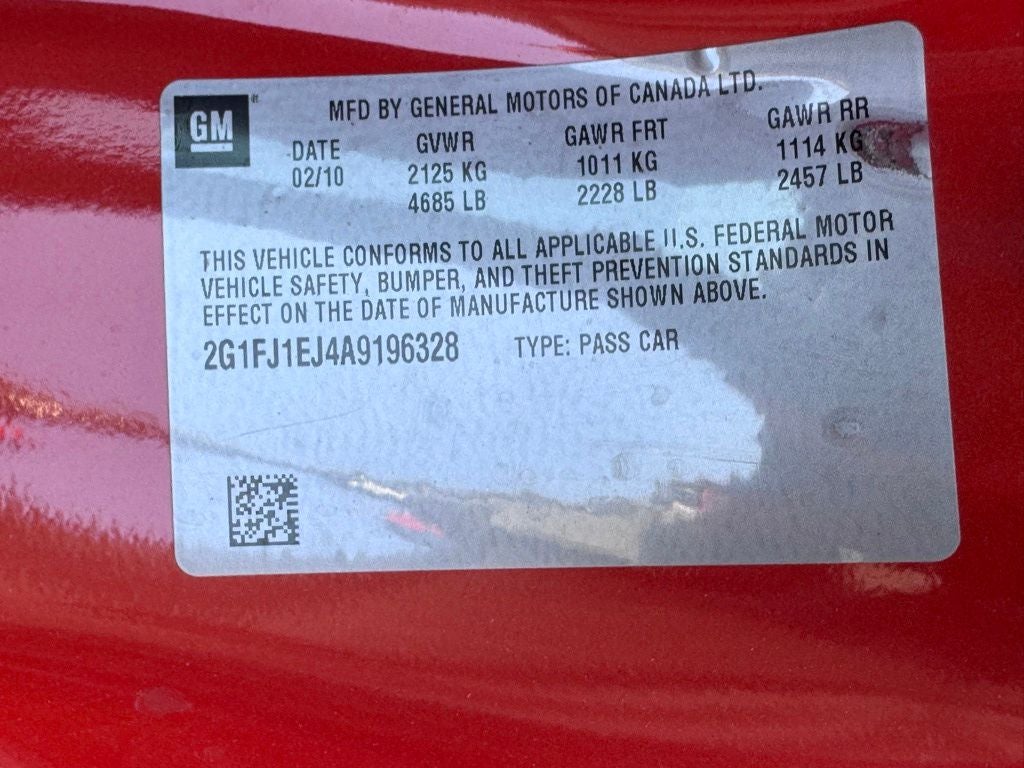 GM
MFD BY GENERAL MOTORS OF CANADA LTD.
DATE GVWR GAWR FRT GAWR RR
02/10 2125 KG 1011 KG 1114 KG
4685 LB 2228 LB 2457 LB
THIS VEHICLE CONFORMS TO ALL APPLICABLE U.S. FEDERAL MOTOR
VEHICLE SAFETY, BUMPER, AND THEFT PREVENTION STANDARDS IN
EFFECT ON THE DATE OF MANUFACTURE SHOWN ABOVE.
2G1FJ1EJ4A9196328 TYPE: PASS CAR